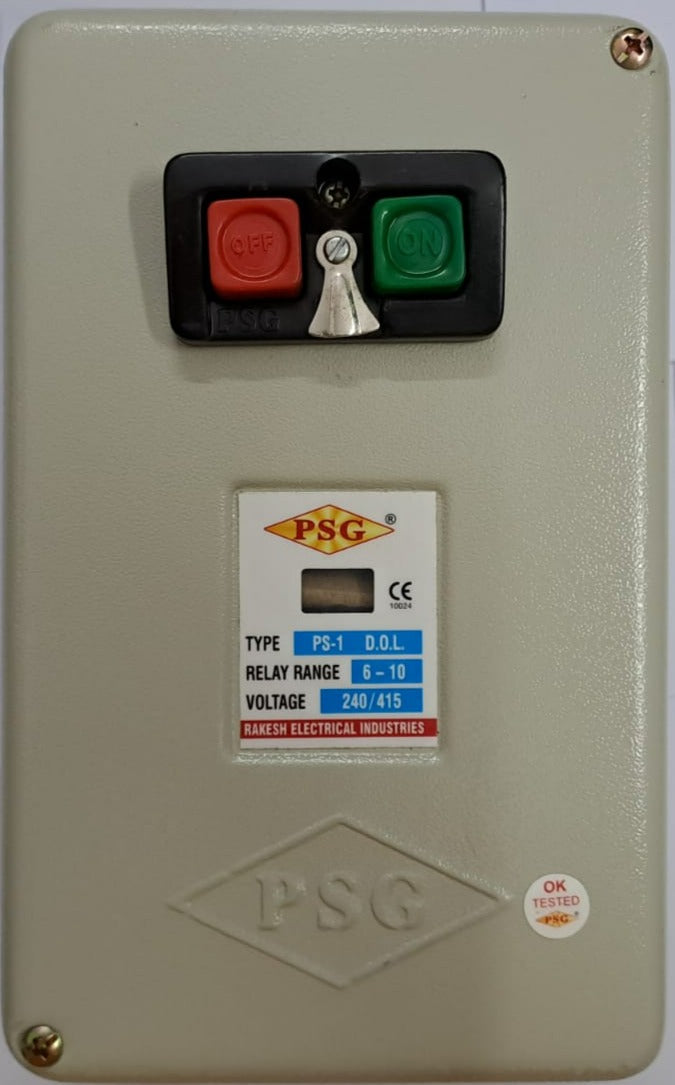 OFF
ON
PSG
PSG ®
CE
10024
TYPE PS-1 D.O.L.
RELAY RANGE 6 – 10
VOLTAGE 240/415
RAKESH ELECTRICAL INDUSTRIES
PSG
OK
TESTED
PSG ®